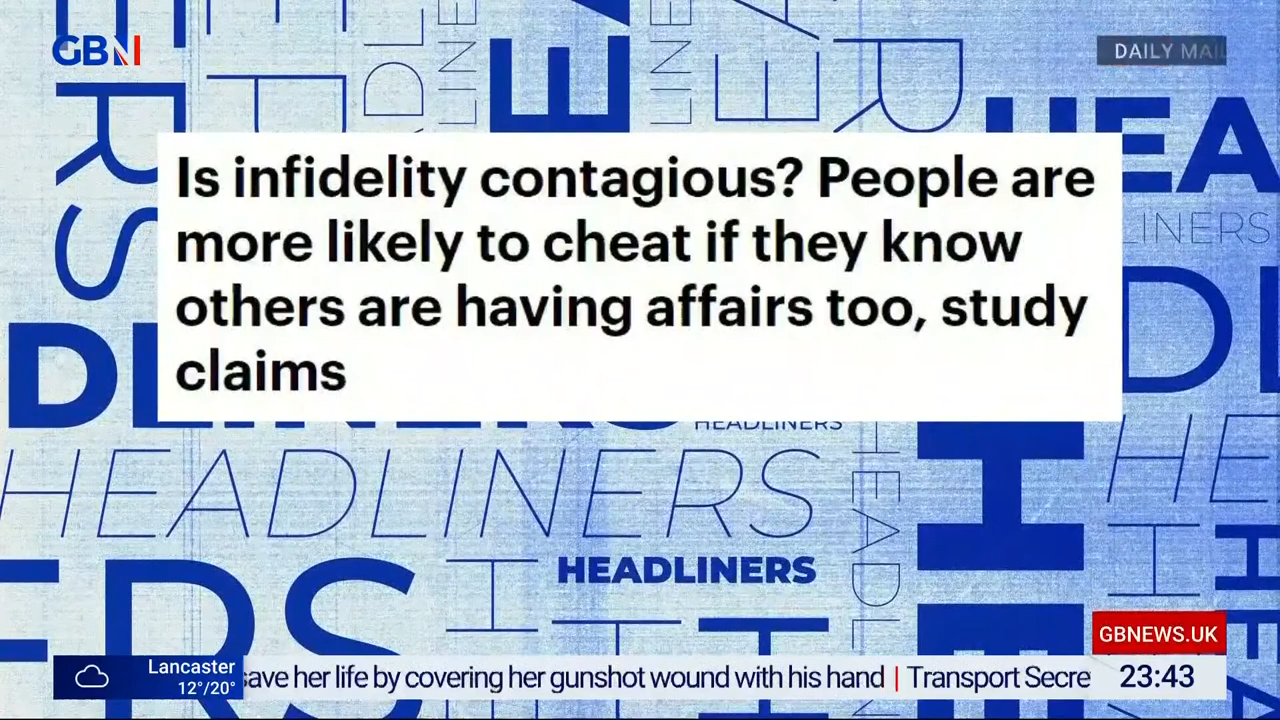 GBN
DAILY MAI
Is infidelity contagious? People are
more likely to cheat if they know
others are having affairs too, study
claims
HEADLINERS
HEADLINERS
HEADLINERS
GBNEWS.UK
Lancaster
12°/20°
save her life by covering her gunshot wound with his hand | Transport Secre
23:43